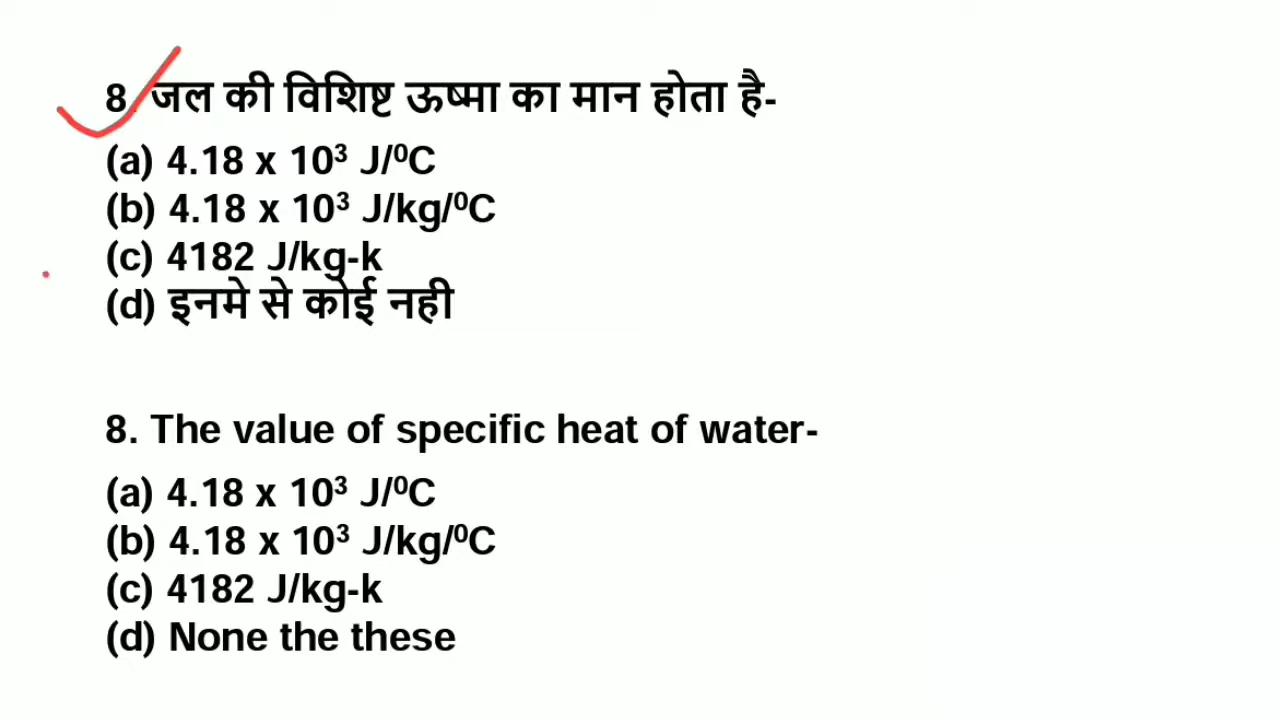 8. जल की विशिष्ट ऊष्मा का मान होता है-
(a) 4.18 x 10³ J/⁰C
(b) 4.18 x 10³ J/kg/⁰C
(c) 4182 J/kg-k
(d) इनमे से कोई नही
8. The value of specific heat of water-
(a) 4.18 x 10³ J/⁰C
(b) 4.18 x 10³ J/kg/⁰C
(c) 4182 J/kg-k
(d) None the these